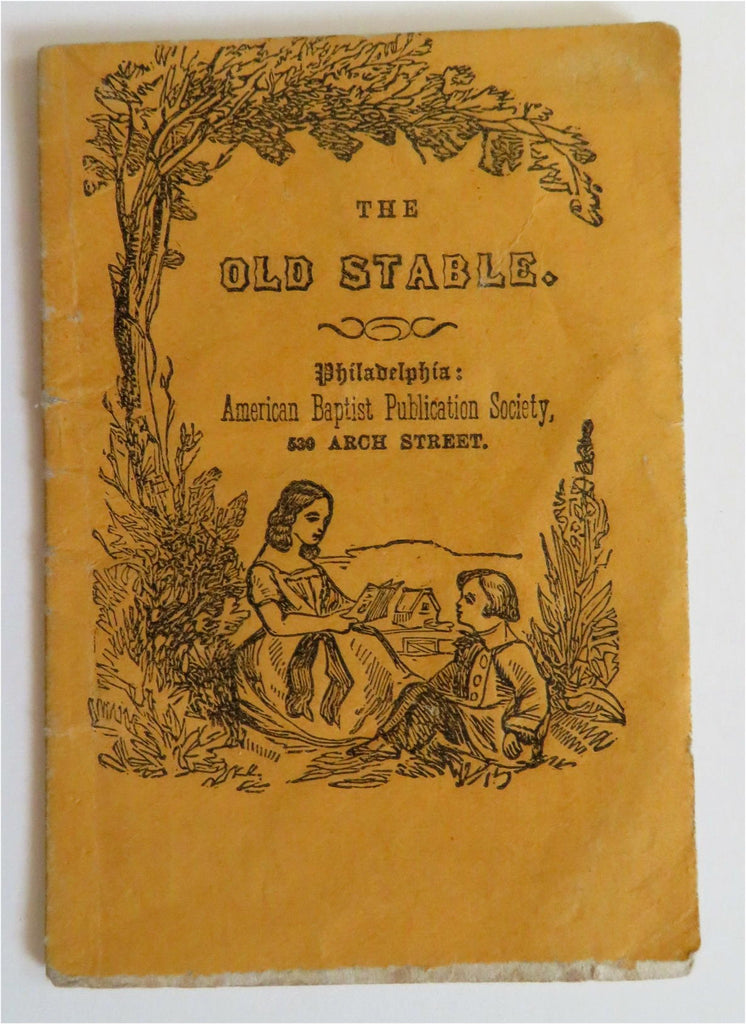 THE
OLD STABLE.
Philadelphia:
American Baptist Publication Society,
530 ARCH STREET.